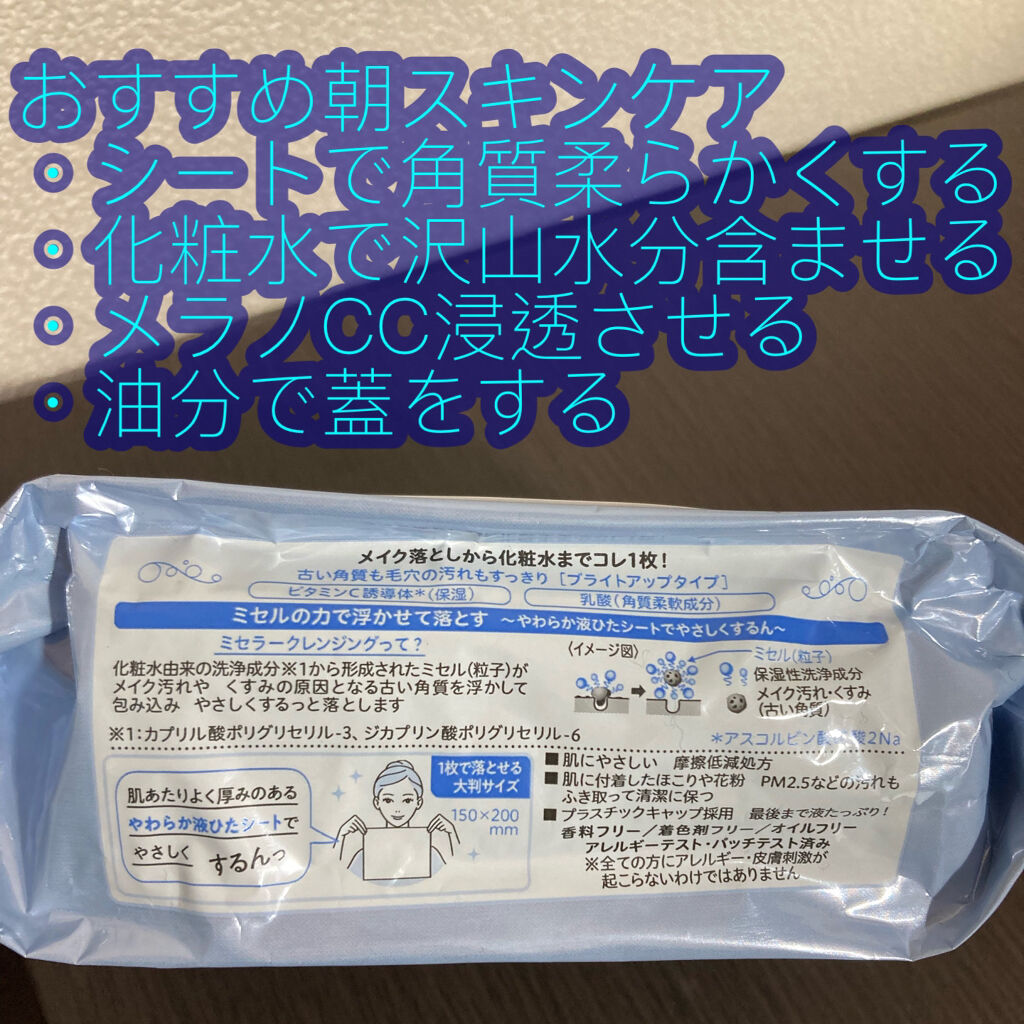 おすすめ朝スキンケア
・シートで角質柔らかくする
・化粧水で沢山水分含ませる
・メラノCC浸透させる
・油分で蓋をする
メイク落としから化粧水までコレ1枚！
古い角質も毛穴の汚れもすっきり［ブライトアップタイプ］
ビタミンC誘導体*(保湿)
乳酸(角質柔軟成分)
ミセルの力で浮かせて落とす ～やわらか液ひたシートでやさしくするん～
ミセラークレンジングって？
化粧水由来の洗浄成分※1から形成されたミセル(粒子)が
メイク汚れや くすみの原因となる古い角質を浮かして
包み込み やさしくするっと落とします
※1：カプリル酸ポリグリセリル-3、ジカプリン酸ポリグリセリル-6
〈イメージ図〉
ミセル(粒子)
保湿性洗浄成分
メイク汚れ・くすみ
(古い角質)
*アスコルビン酸 酸2Na
肌あたりよく厚みのある
やわらか液ひたシートで
やさしく するんっ
1枚で落とせる
大判サイズ
150×200
mm
■肌にやさしい 摩擦低減処方
■肌に付着したほこりや花粉 PM2.5などの汚れも
ふき取って清潔に保つ
■プラスチックキャップ採用 最後まで液たっぷり！
香料フリー／着色剤フリー／オイルフリー
アレルギーテスト・パッチテスト済み
※全ての方にアレルギー・皮膚刺激が
起こらないわけではありません